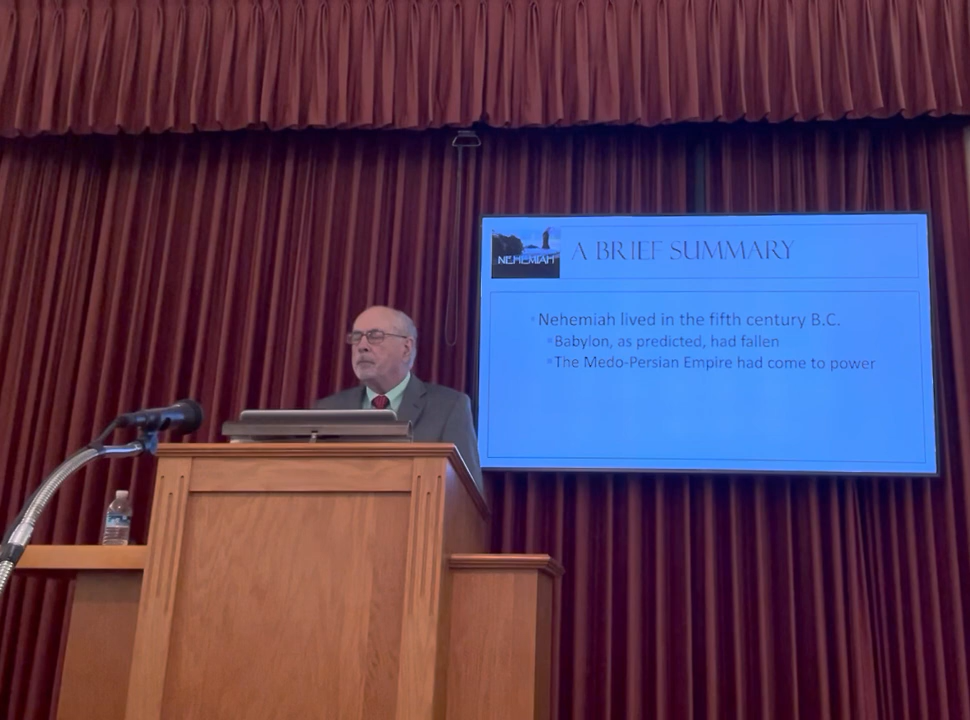 NEHEMIAH
A BRIEF SUMMARY
Nehemiah lived in the fifth century B.C.
Babylon, as predicted, had fallen
The Medo-Persian Empire had come to power